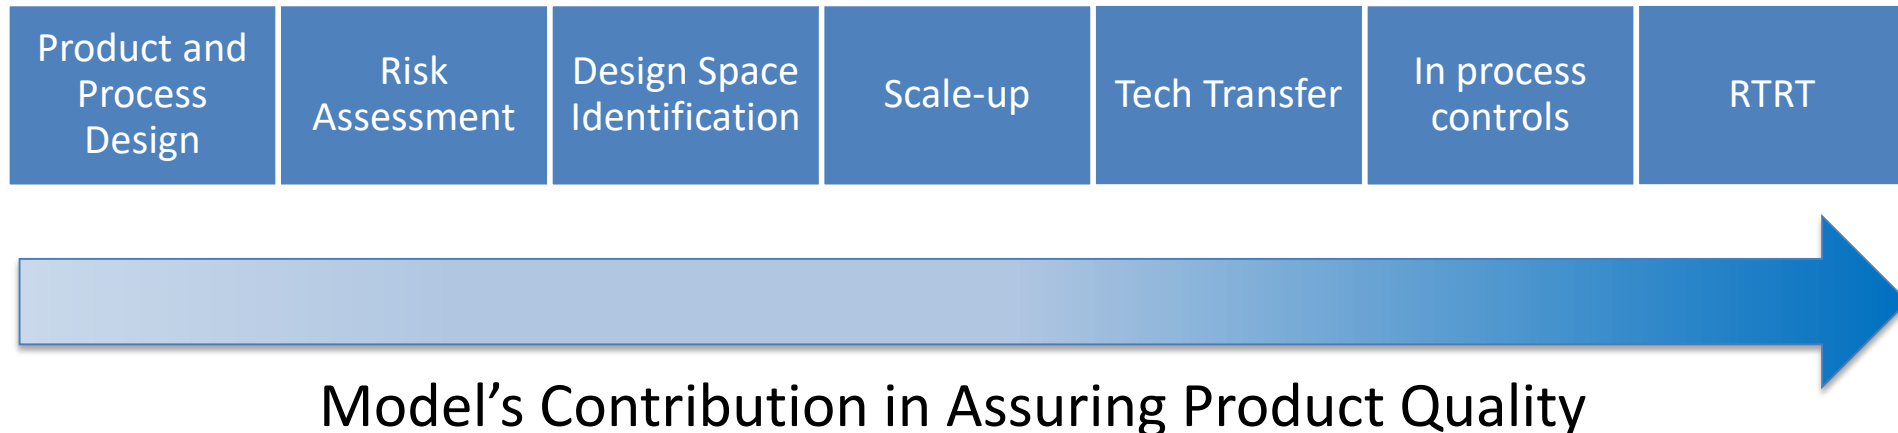 Product and
Process
Design
Risk
Assessment
Design Space
Identification
Scale-up
Tech Transfer
In process
controls
RTRT
Model’s Contribution in Assuring Product Quality